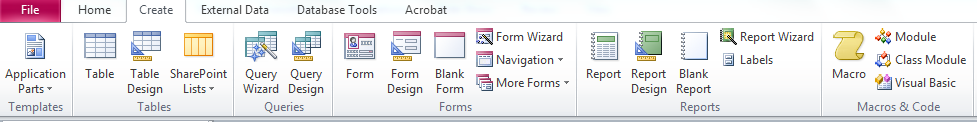 File Home Create External Data Database Tools Acrobat
Application Parts
Table
Table Design
SharePoint Lists
Query Wizard
Query Design
Form
Form Design
Blank Form
Form Wizard
Navigation
More Forms
Report
Report Design
Blank Report
Report Wizard
Labels
Macro
Module
Class Module
Visual Basic
Templates Tables Queries Forms Reports Macros & Code